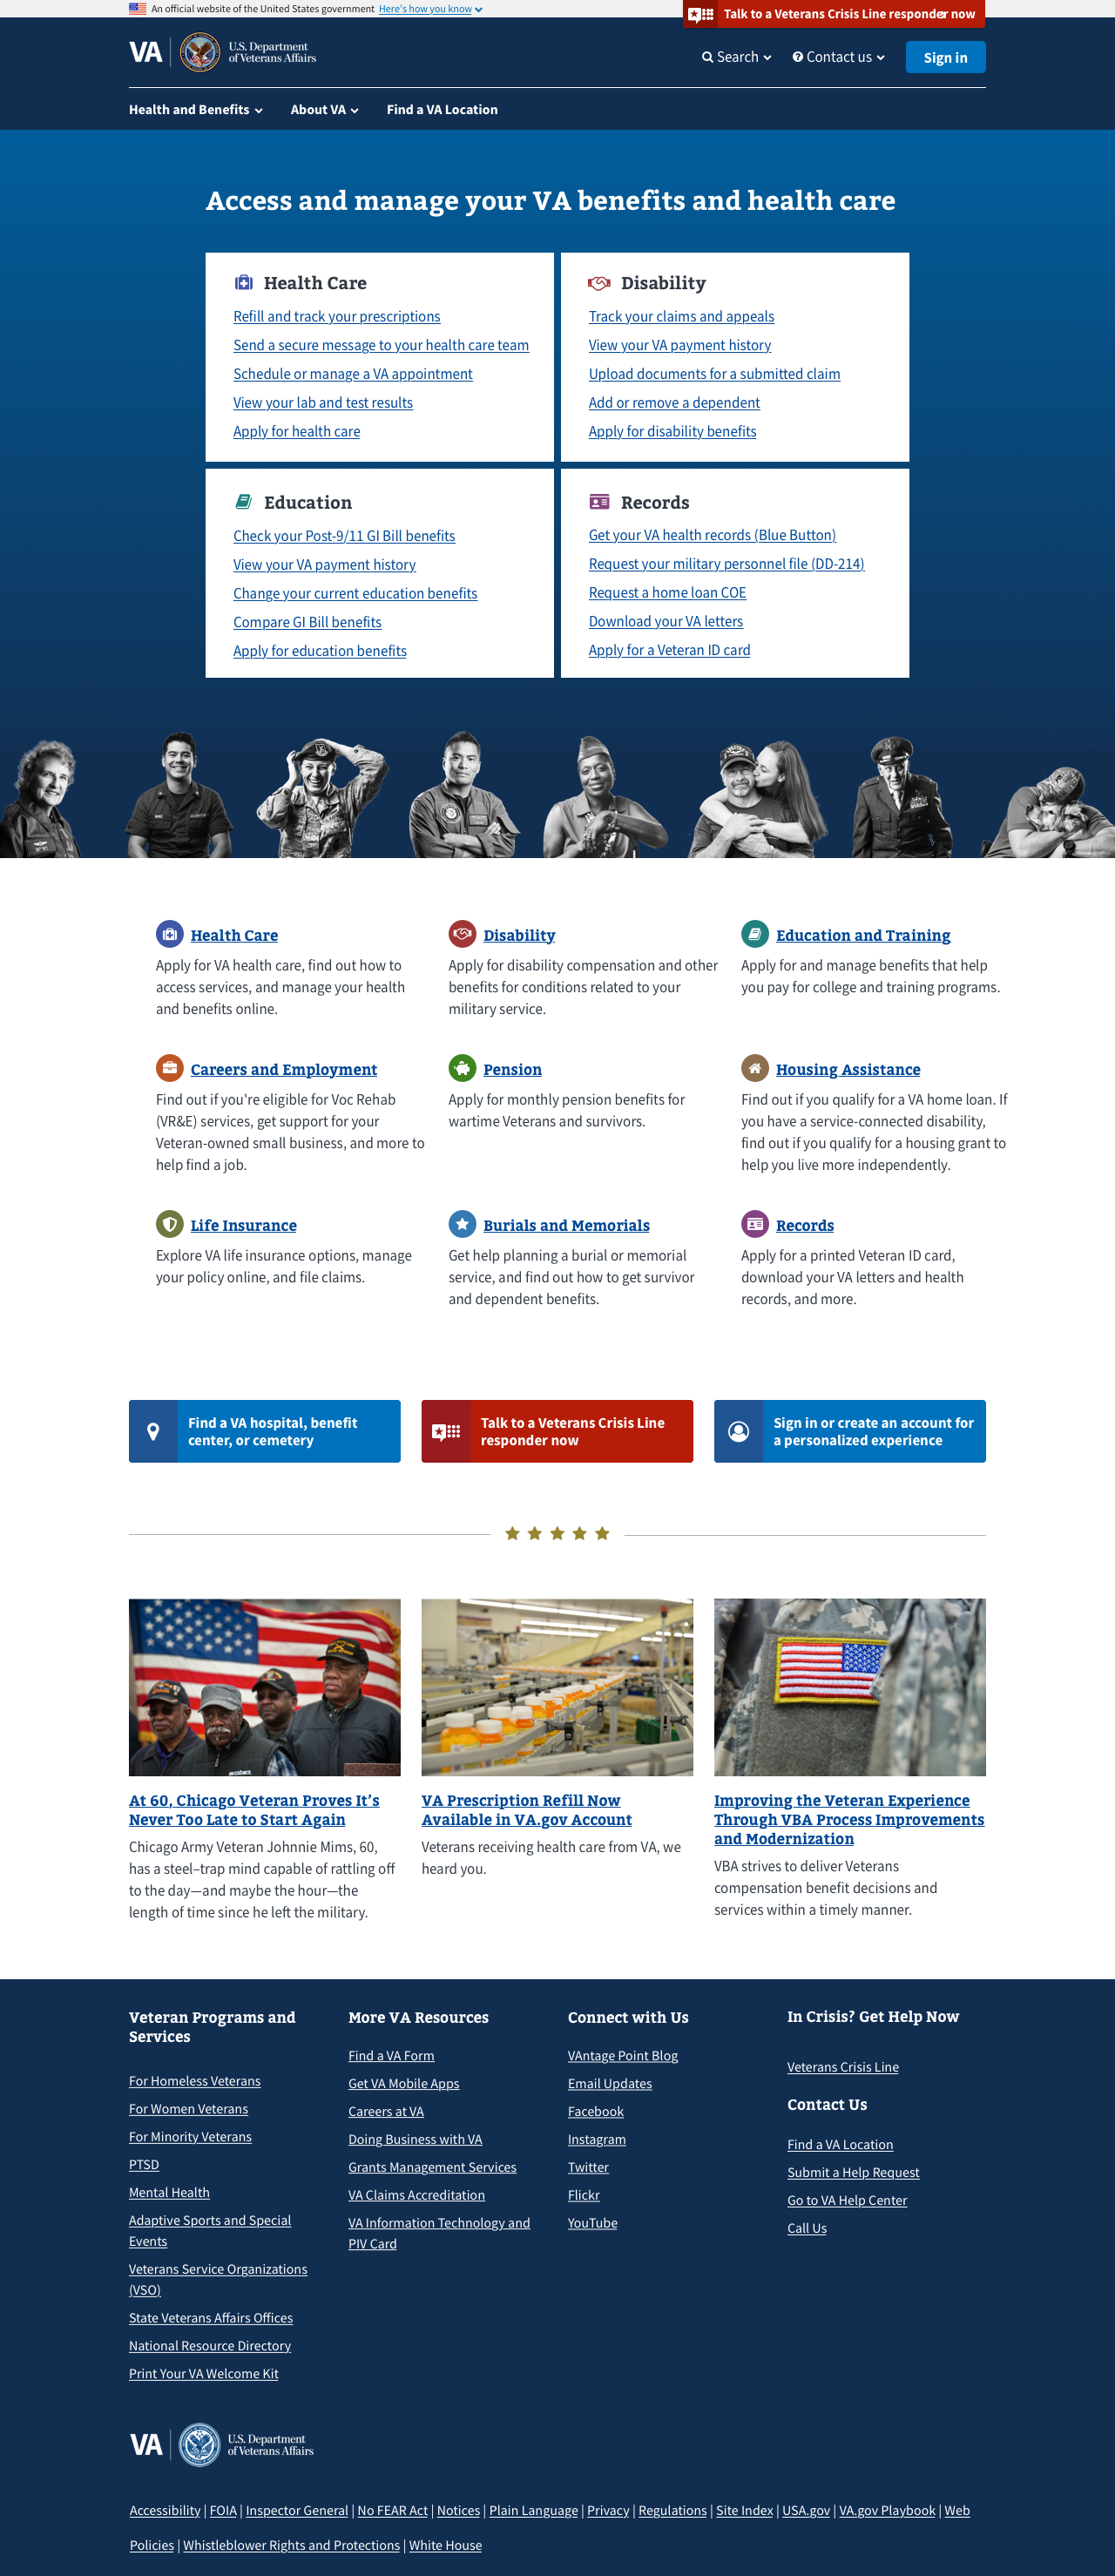 An official website of the United States government Here's how you know
Talk to a Veterans Crisis Line responder now
VA U.S. Department
of Veterans Affairs
Search Contact us Sign in
Health and Benefits About VA Find a VA Location
Access and manage your VA benefits and health care
Health Care
Refill and track your prescriptions
Send a secure message to your health care team
Schedule or manage a VA appointment
View your lab and test results
Apply for health care
Disability
Track your claims and appeals
View your VA payment history
Upload documents for a submitted claim
Add or remove a dependent
Apply for disability benefits
Education
Check your Post-9/11 GI Bill benefits
View your VA payment history
Change your current education benefits
Compare GI Bill benefits
Apply for education benefits
Records
Get your VA health records (Blue Button)
Request your military personnel file (DD-214)
Request a home loan COE
Download your VA letters
Apply for a Veteran ID card
Health Care
Apply for VA health care, find out how to
access services, and manage your health
and benefits online.
Disability
Apply for disability compensation and other
benefits for conditions related to your
military service.
Education and Training
Apply for and manage benefits that help
you pay for college and training programs.
Careers and Employment
Find out if you're eligible for Voc Rehab
(VR&E) services, get support for your
Veteran-owned small business, and more to
help find a job.
Pension
Apply for monthly pension benefits for
wartime Veterans and survivors.
Housing Assistance
Find out if you qualify for a VA home loan. If
you have a service-connected disability,
find out if you qualify for a housing grant to
help you live more independently.
Life Insurance
Explore VA life insurance options, manage
your policy online, and file claims.
Burials and Memorials
Get help planning a burial or memorial
service, and find out how to get survivor
and dependent benefits.
Records
Apply for a printed Veteran ID card,
download your VA letters and health
records, and more.
Find a VA hospital, benefit
center, or cemetery
Talk to a Veterans Crisis Line
responder now
Sign in or create an account for
a personalized experience
At 60, Chicago Veteran Proves It’s
Never Too Late to Start Again
Chicago Army Veteran Johnnie Mims, 60,
has a steel–trap mind capable of rattling off
to the day—and maybe the hour—the
length of time since he left the military.
VA Prescription Refill Now
Available in VA.gov Account
Veterans receiving health care from VA, we
heard you.
Improving the Veteran Experience
Through VBA Process Improvements
and Modernization
VBA strives to deliver Veterans
compensation benefit decisions and
services within a timely manner.
Veteran Programs and
Services
For Homeless Veterans
For Women Veterans
For Minority Veterans
PTSD
Mental Health
Adaptive Sports and Special
Events
Veterans Service Organizations
(VSO)
State Veterans Affairs Offices
National Resource Directory
Print Your VA Welcome Kit
More VA Resources
Find a VA Form
Get VA Mobile Apps
Careers at VA
Doing Business with VA
Grants Management Services
VA Claims Accreditation
VA Information Technology and
PIV Card
Connect with Us
VAntage Point Blog
Email Updates
Facebook
Instagram
Twitter
Flickr
YouTube
In Crisis? Get Help Now
Veterans Crisis Line
Contact Us
Find a VA Location
Submit a Help Request
Go to VA Help Center
Call Us
VA U.S. Department
of Veterans Affairs
Accessibility | FOIA | Inspector General | No FEAR Act | Notices | Plain Language | Privacy | Regulations | Site Index | USA.gov | VA.gov Playbook | Web
Policies | Whistleblower Rights and Protections | White House